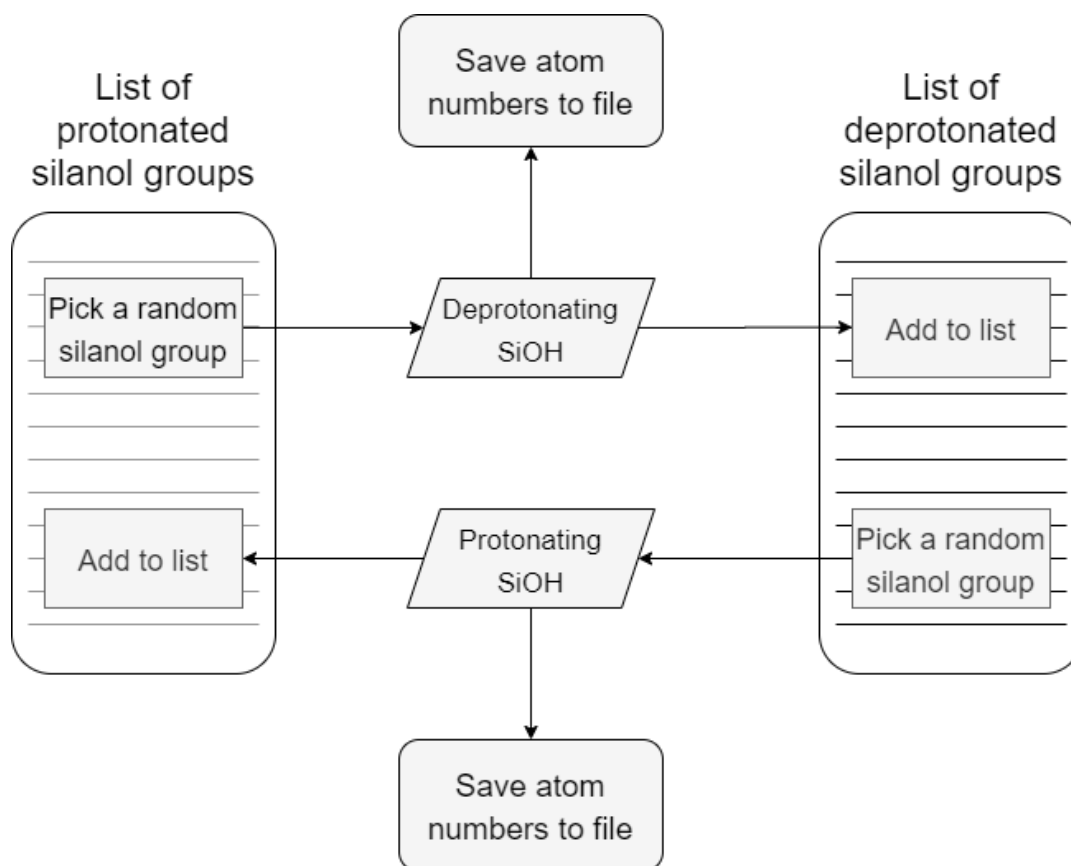 Save atom
numbers to file
List of
protonated
silanol groups
List of
deprotonated
silanol groups
Pick a random
silanol group
Deprotonating
SiOH
Add to list
Add to list
Protonating
SiOH
Pick a random
silanol group
Save atom
numbers to file